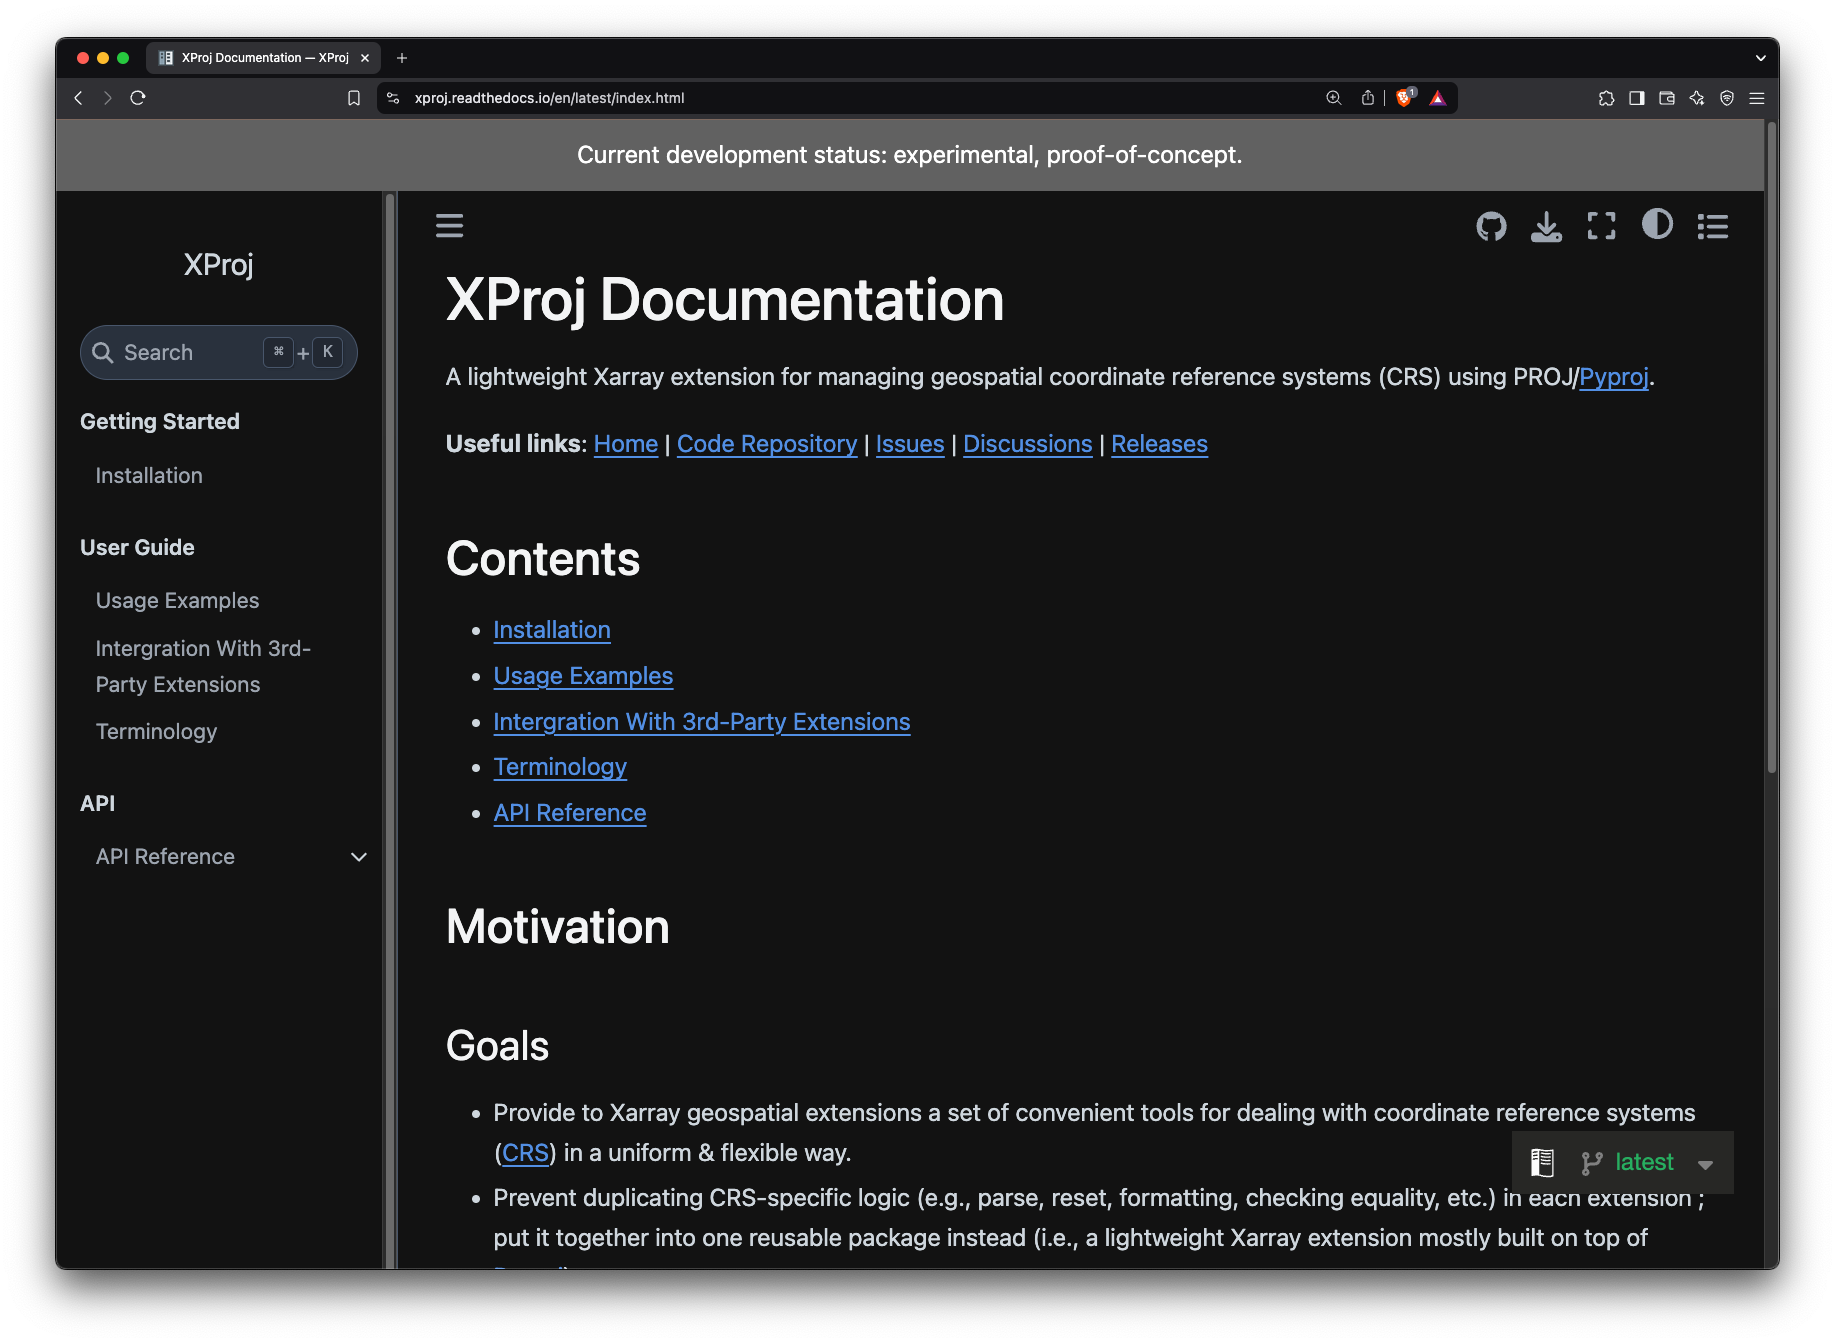 XProj Documentation — XProj
xproj.readthedocs.io/en/latest/index.html
1
Current development status: experimental, proof-of-concept.
XProj
Search ⌘ + K
Getting Started
Installation
User Guide
Usage Examples
Intergration With 3rd-
Party Extensions
Terminology
API
API Reference
XProj Documentation
A lightweight Xarray extension for managing geospatial coordinate reference systems (CRS) using PROJ/Pyproj.
Useful links: Home | Code Repository | Issues | Discussions | Releases
Contents
• Installation
• Usage Examples
• Intergration With 3rd-Party Extensions
• Terminology
• API Reference
Motivation
Goals
• Provide to Xarray geospatial extensions a set of convenient tools for dealing with coordinate reference systems
(CRS) in a uniform & flexible way.
• Prevent duplicating CRS-specific logic (e.g., parse, reset, formatting, checking equality, etc.) in each extension ;
put it together into one reusable package instead (i.e., a lightweight Xarray extension mostly built on top of
latest